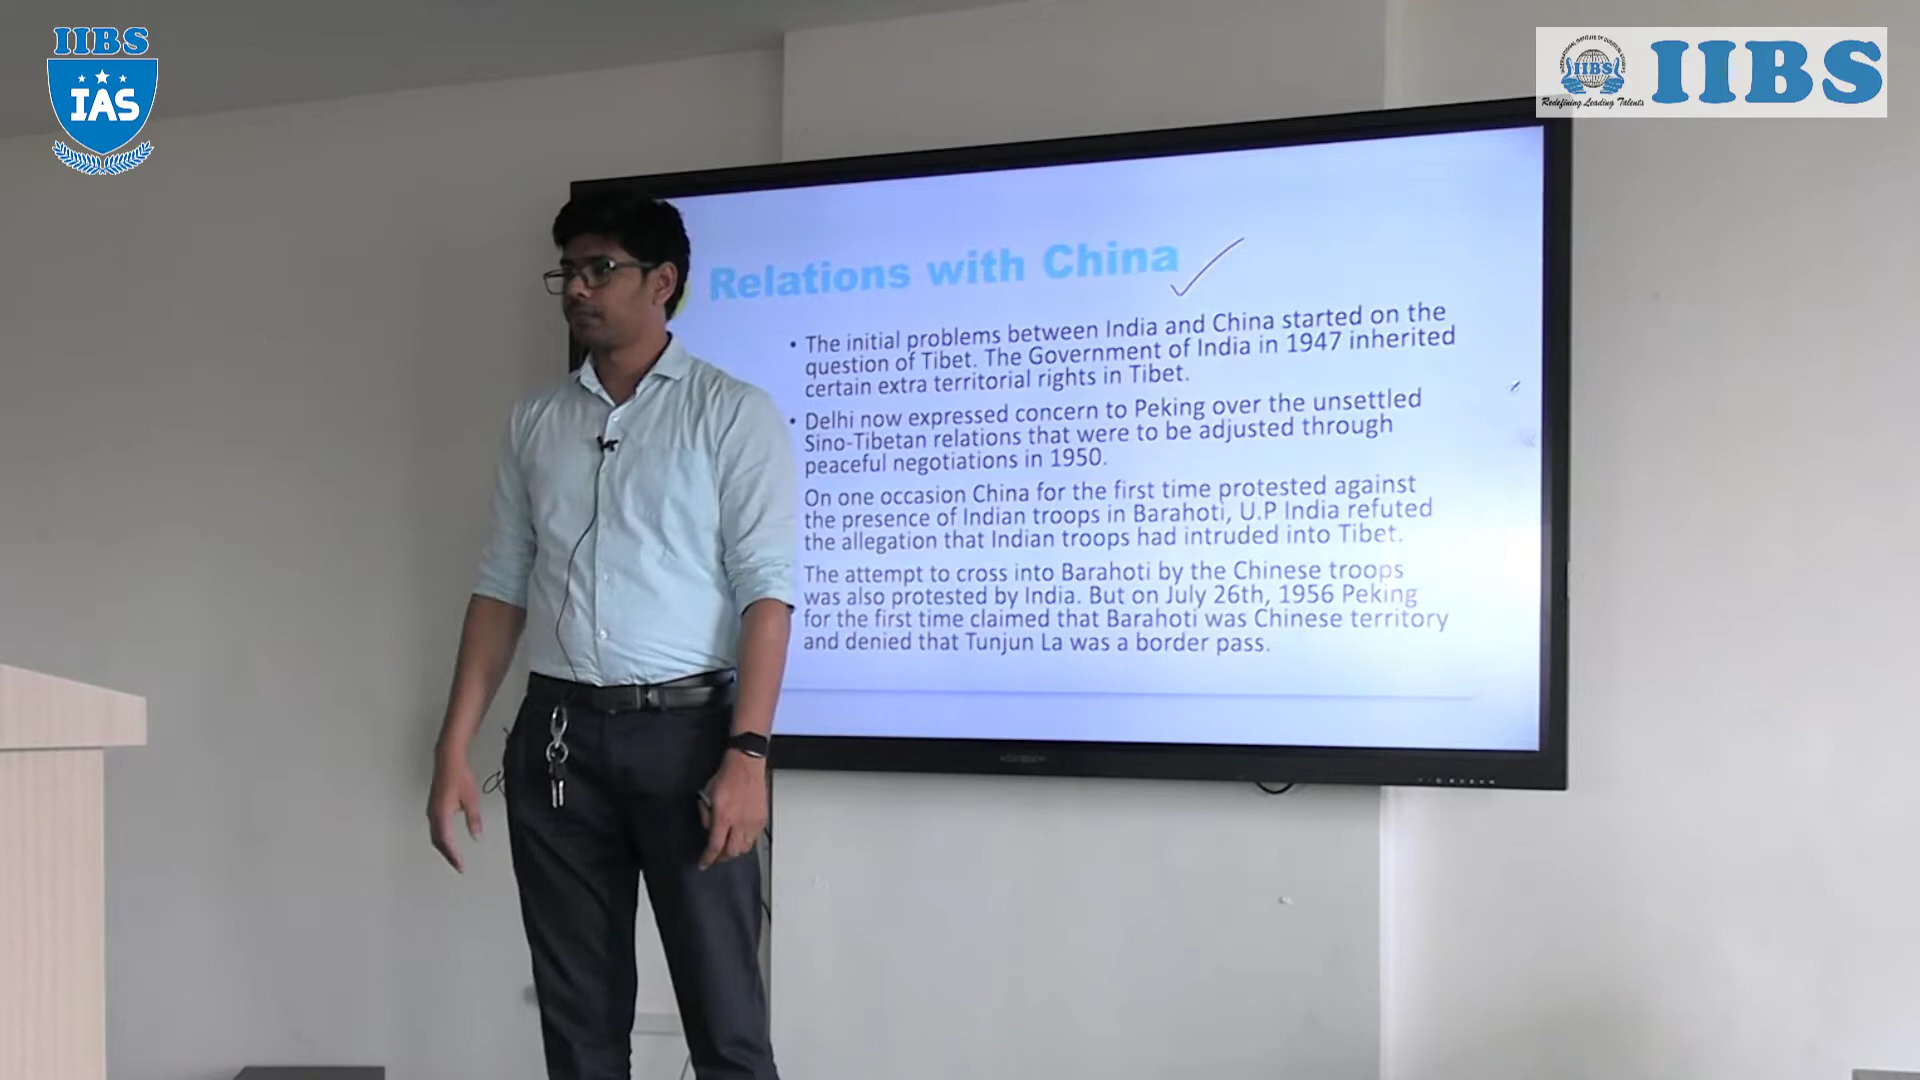 IIBS
IAS
INTERNATIONAL INSTITUTE OF BUSINESS STUDIES
IIBS
Redefining Leading Talents
IIBS
Relations with China
• The initial problems between India and China started on the
question of Tibet. The Government of India in 1947 inherited
certain extra territorial rights in Tibet.
• Delhi now expressed concern to Peking over the unsettled
Sino-Tibetan relations that were to be adjusted through
peaceful negotiations in 1950.
On one occasion China for the first time protested against
the presence of Indian troops in Barahoti, U.P India refuted
the allegation that Indian troops had intruded into Tibet.
The attempt to cross into Barahoti by the Chinese troops
was also protested by India. But on July 26th, 1956 Peking
for the first time claimed that Barahoti was Chinese territory
and denied that Tunjun La was a border pass.